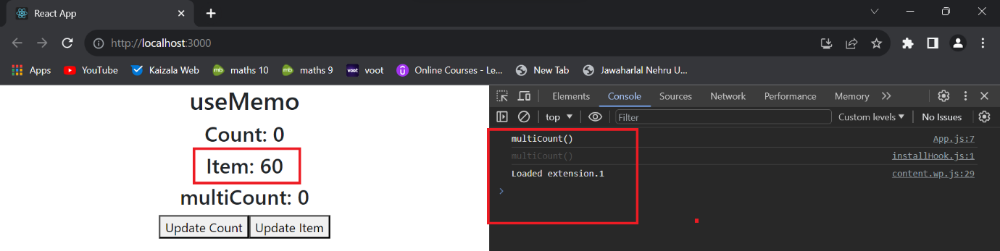 React App
http://localhost:3000
Apps YouTube Kaizala Web mb maths 10 mb maths 9 voot voot Online Courses - Le... New Tab Jawaharlal Nehru U...
useMemo
Count: 0
Item: 60
multiCount: 0
Update Count Update Item
Elements Console Sources Network Performance Memory
top Filter Custom levels No Issues
multiCount() App.js:7
multiCount() installHook.js:1
Loaded extension.1 content.wp.js:29